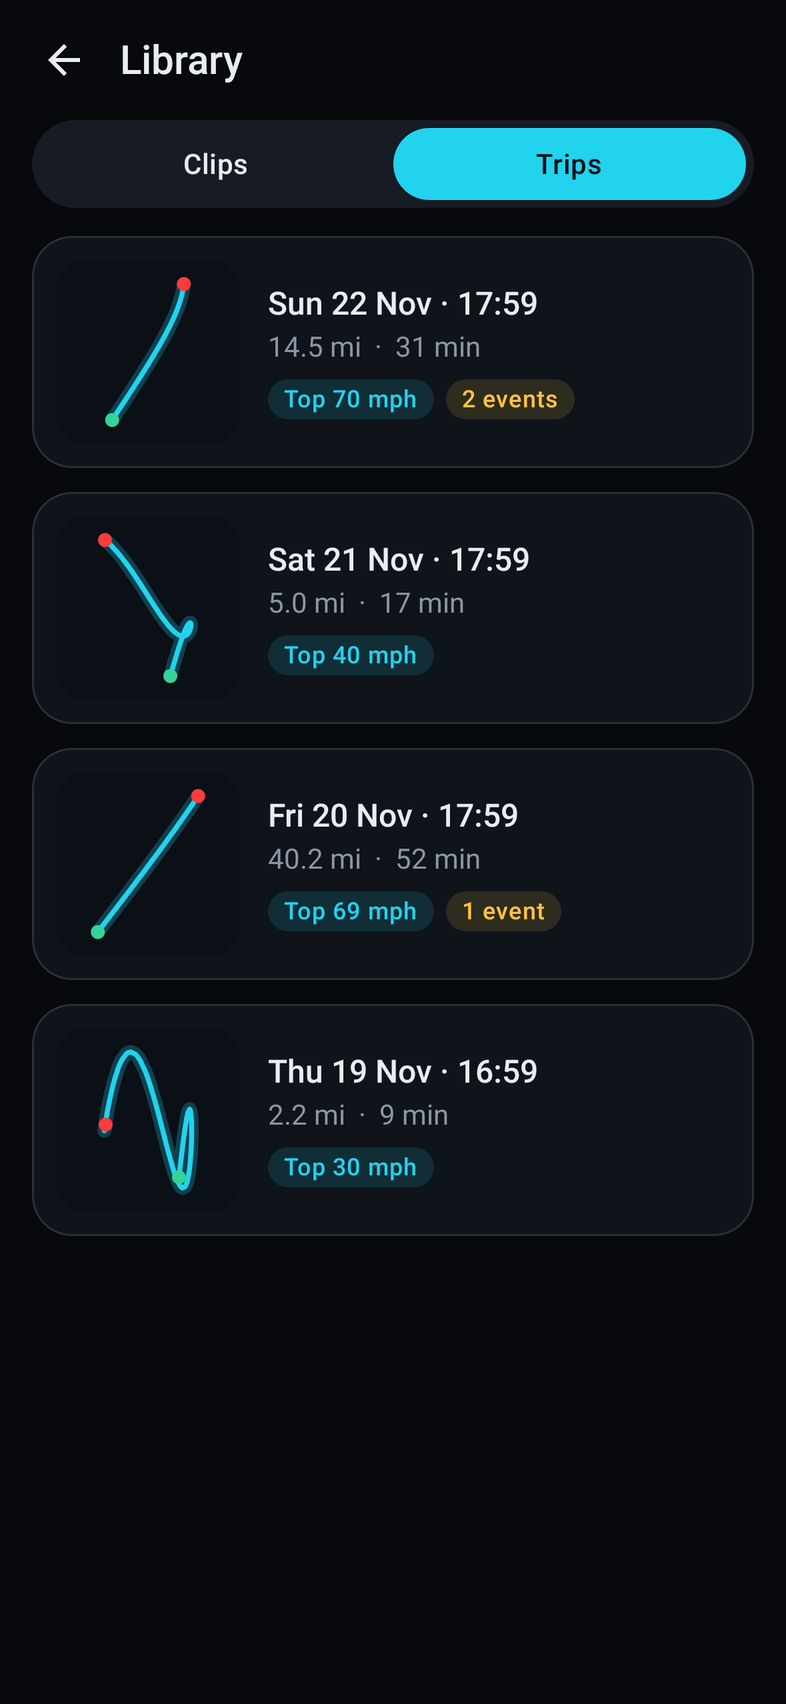 Library
Clips Trips
Sun 22 Nov · 17:59
14.5 mi · 31 min
Top 70 mph 2 events
Sat 21 Nov · 17:59
5.0 mi · 17 min
Top 40 mph
Fri 20 Nov · 17:59
40.2 mi · 52 min
Top 69 mph 1 event
Thu 19 Nov · 16:59
2.2 mi · 9 min
Top 30 mph